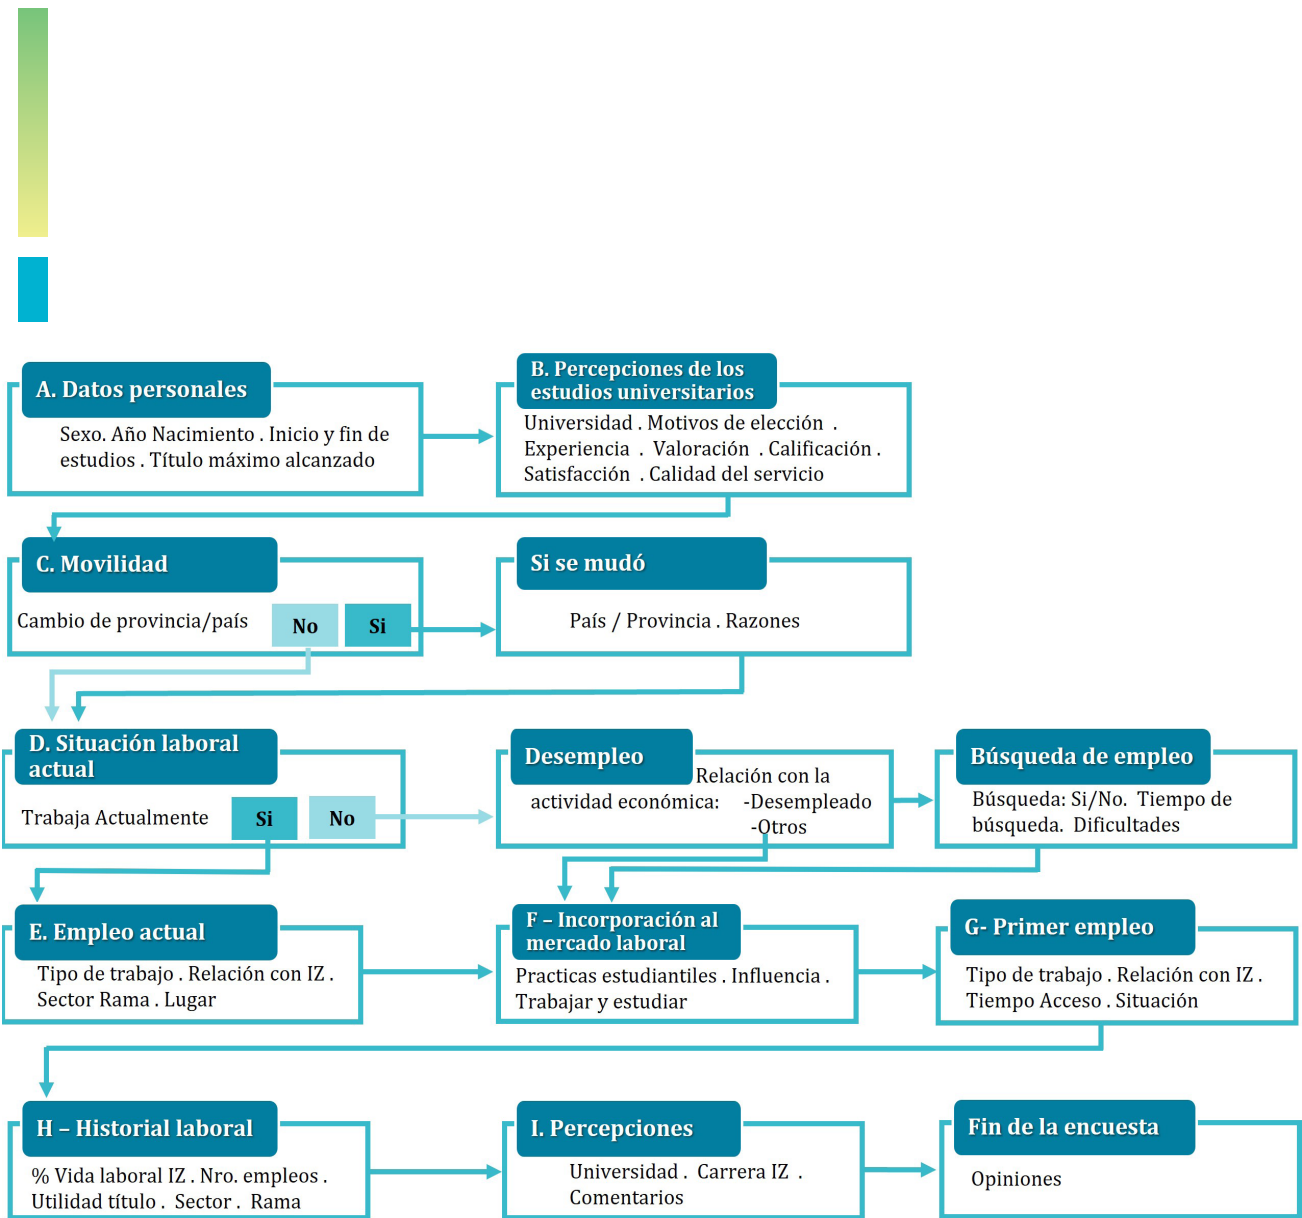 A. Datos personales
Sexo. Año Nacimiento . Inicio y fin de
estudios . Título máximo alcanzado
B. Percepciones de los
estudios universitarios
Universidad . Motivos de elección .
Experiencia . Valoración . Calificación .
Satisfacción . Calidad del servicio
C. Movilidad
Cambio de provincia/país
No
Si
Si se mudó
País / Provincia . Razones
D. Situación laboral
actual
Trabaja Actualmente
Si
No
Desempleo
Relación con la
actividad económica: -Desempleado
-Otros
Búsqueda de empleo
Búsqueda: Si/No. Tiempo de
búsqueda. Dificultades
E. Empleo actual
Tipo de trabajo . Relación con IZ .
Sector Rama . Lugar
F – Incorporación al
mercado laboral
Practicas estudiantiles . Influencia .
Trabajar y estudiar
G- Primer empleo
Tipo de trabajo . Relación con IZ .
Tiempo Acceso . Situación
H – Historial laboral
% Vida laboral IZ . Nro. empleos .
Utilidad título . Sector . Rama
I. Percepciones
Universidad . Carrera IZ .
Comentarios
Fin de la encuesta
Opiniones